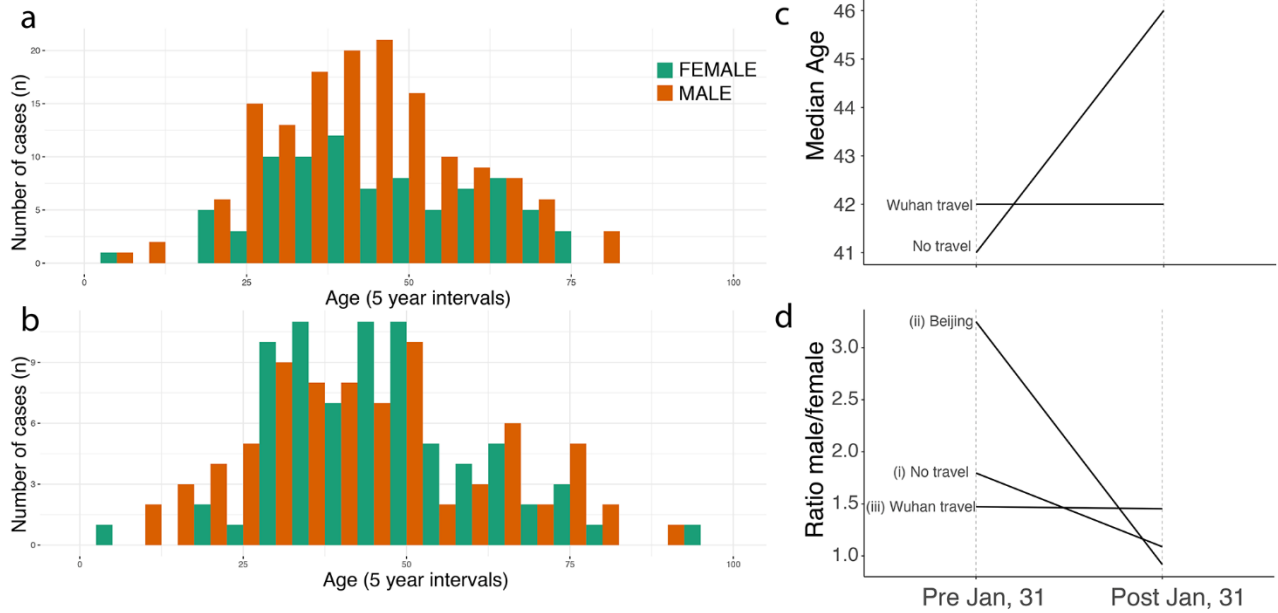 a
Number of cases (n)
20
15
10
5
0
FEMALE
MALE
0 25 50 75 100
Age (5 year intervals)
b
Number of cases (n)
9
6
3
0
0 25 50 75 100
Age (5 year intervals)
c
Median Age
46
45
44
43
42
41
Wuhan travel
No travel
d
Ratio male/female
3.0
2.5
2.0
1.5
1.0
(ii) Beijing
(i) No travel
(iii) Wuhan travel
Pre Jan, 31 Post Jan, 31